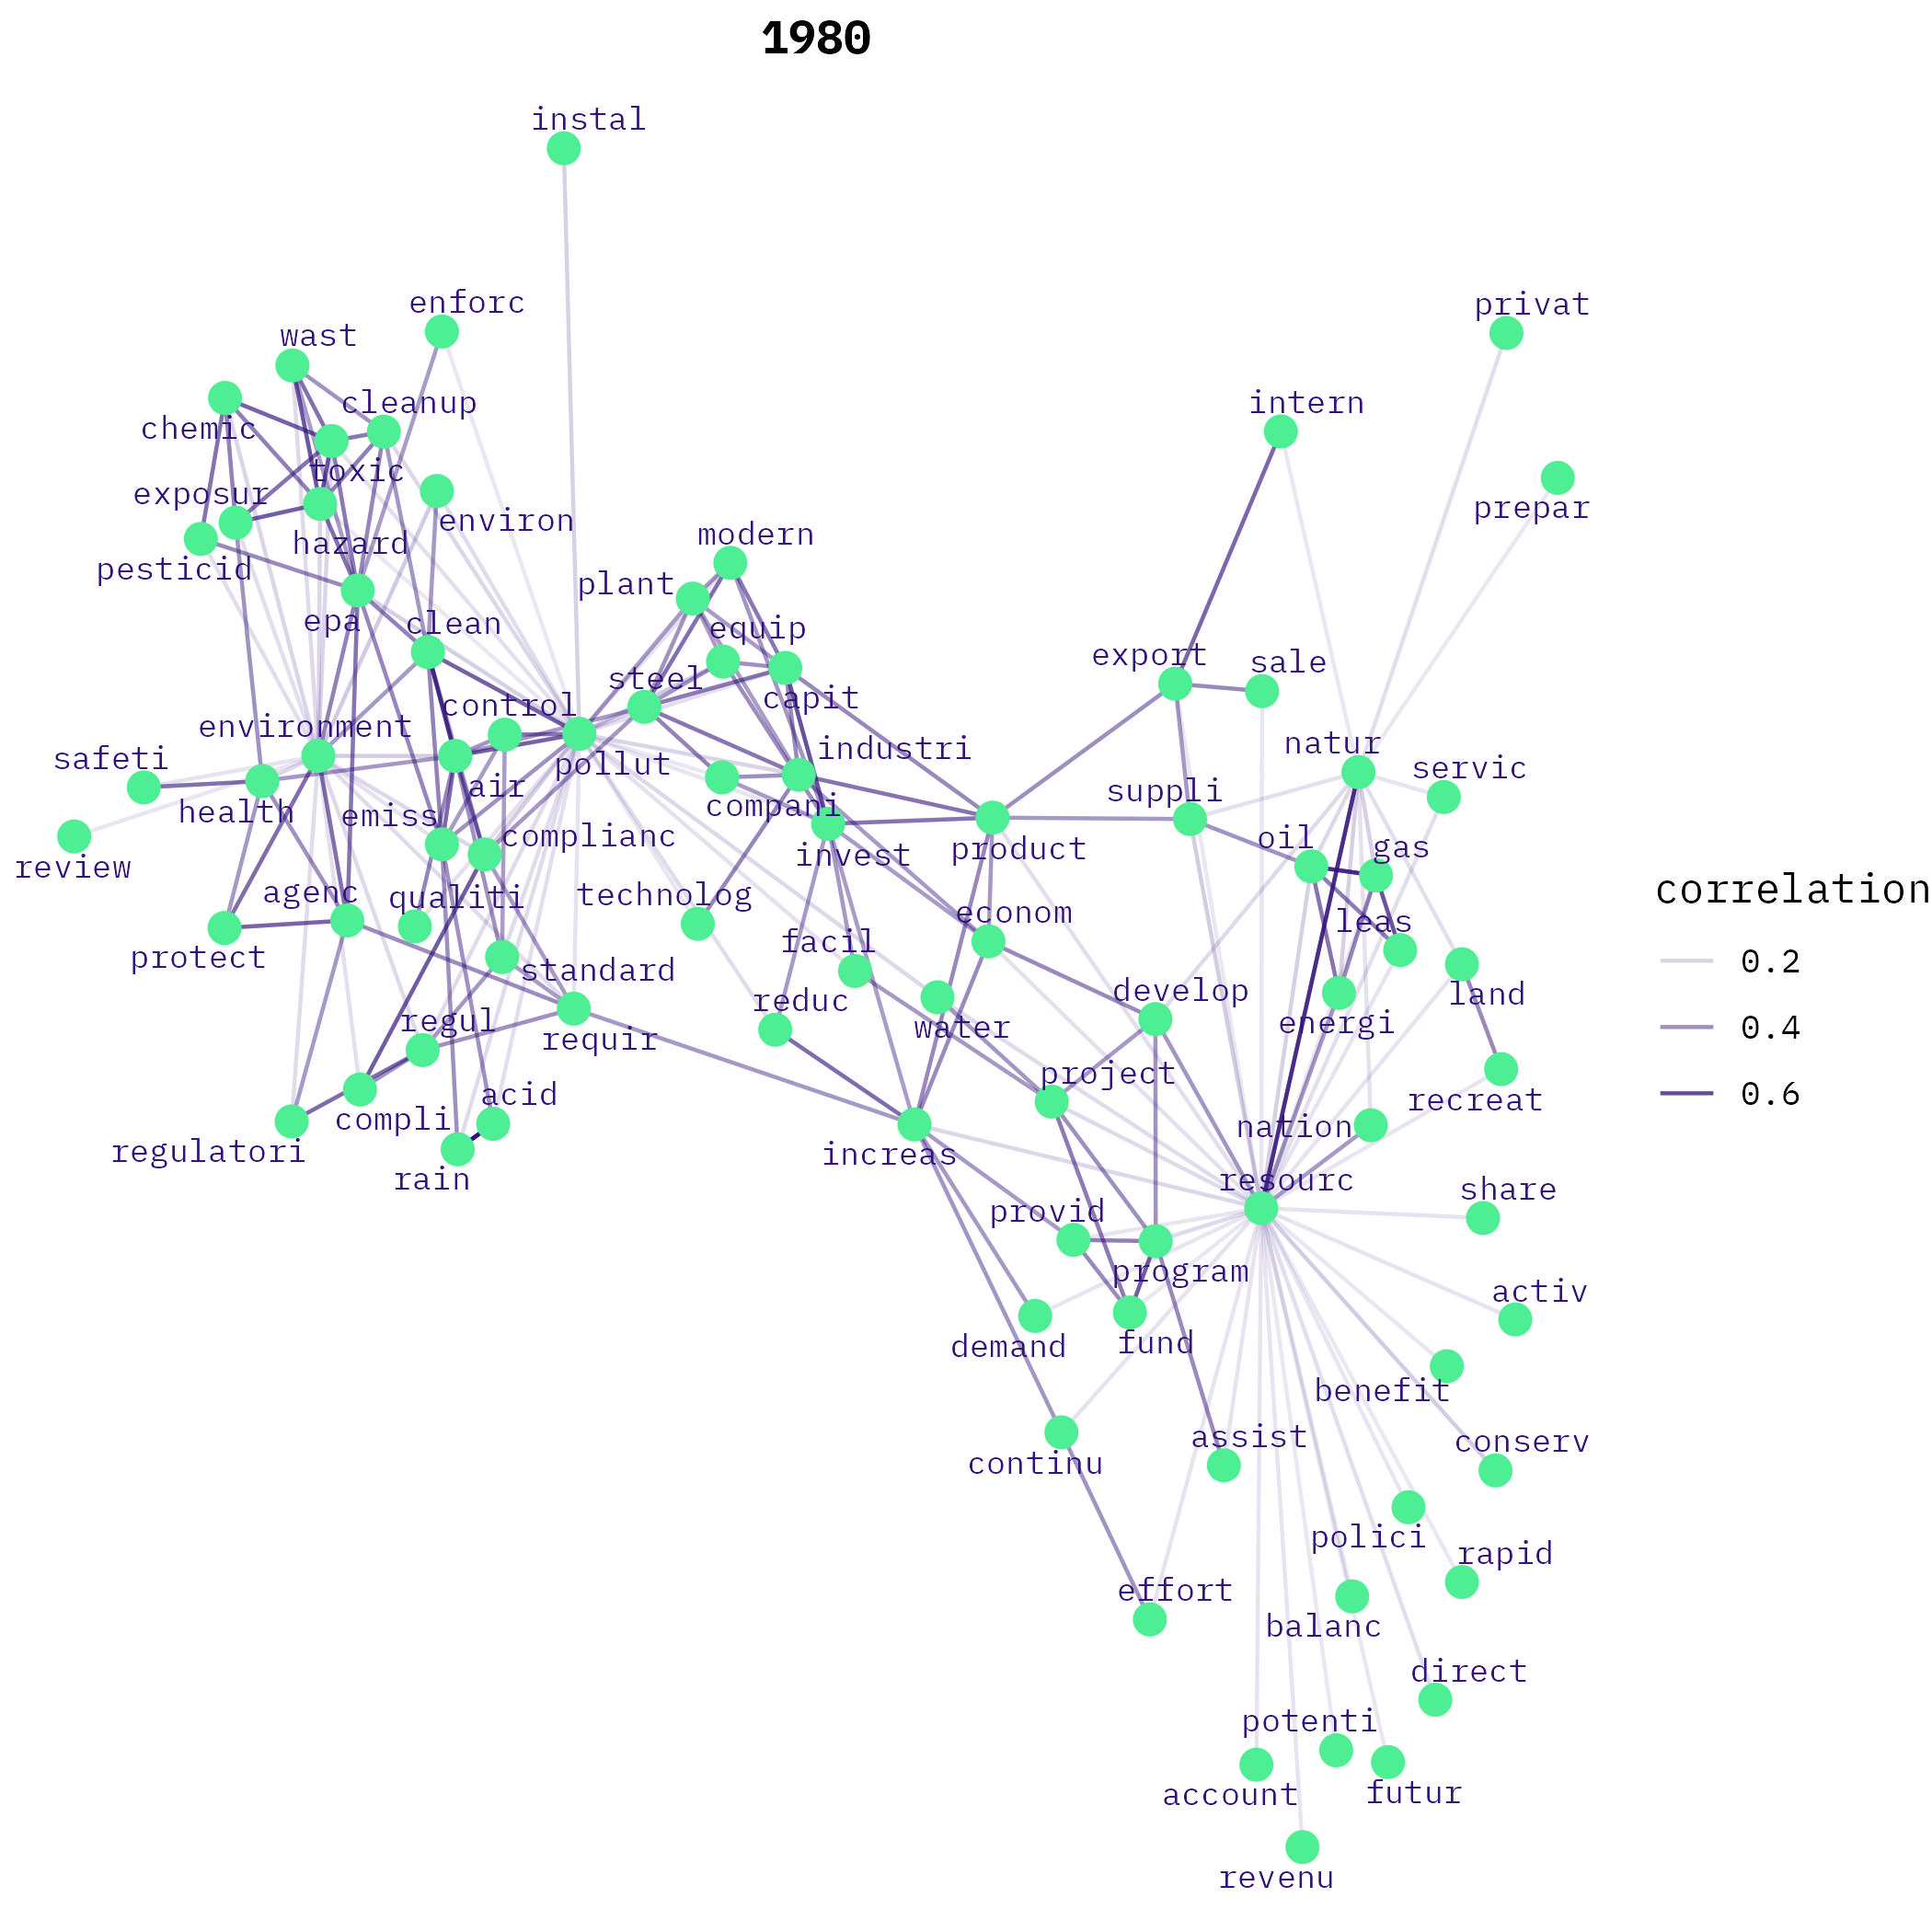 1980
instal
enforc
privat
wast
cleanup
intern
chemic
toxic
exposur
prepar
environ
modern
hazard
pesticid
plant
epa
clean
equip
export
sale
steel
capit
control
environment
natur
safeti
pollut
industri
servic
air
suppli
health
emiss
compani
complianc
oil
gas
invest
product
review
correlation
agenc
qualiti
technolog
econom
leas
facil
protect
standard
0.2
develop
land
reduc
regul
water
energi
0.4
requir
project
acid
recreat
0.6
compli
nation
regulatori
increas
rain
resourc
share
provid
program
activ
demand
fund
benefit
assist
conserv
continu
polici
rapid
effort
balanc
direct
potenti
account
futur
revenu